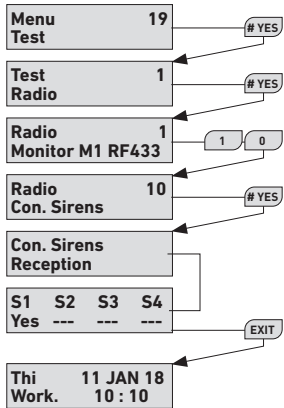 Menu 19
Test
# YES
Test 1
Radio
# YES
Radio 1
Monitor M1 RF433
1 0
Radio 10
Con. Sirens
# YES
Con. Sirens
Reception
S1 S2 S3 S4
Yes --- --- ---
EXIT
Thi 11 JAN 18
Work. 10 : 10